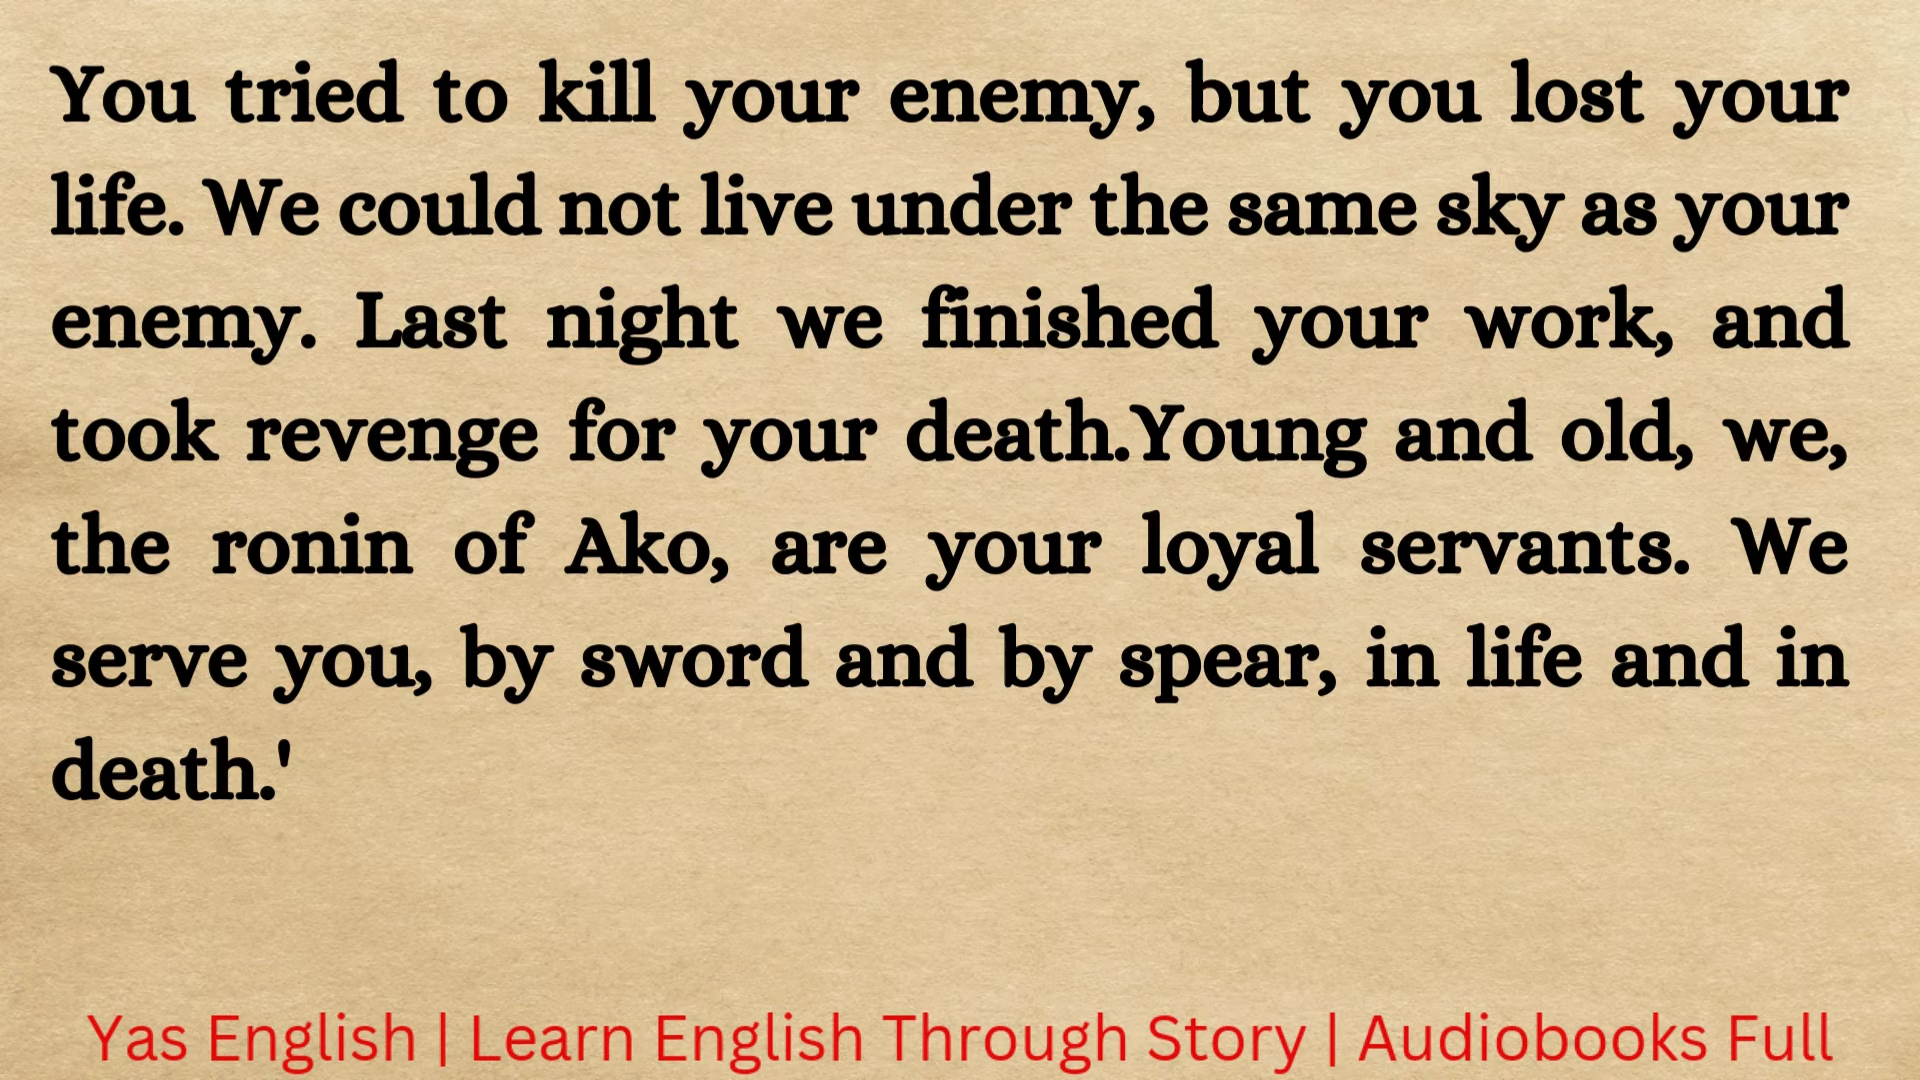 You tried to kill your enemy, but you lost your
life. We could not live under the same sky as your
enemy. Last night we finished your work, and
took revenge for your death.Young and old, we,
the ronin of Ako, are your loyal servants. We
serve you, by sword and by spear, in life and in
death.'
Yas English | Learn English Through Story | Audiobooks Full